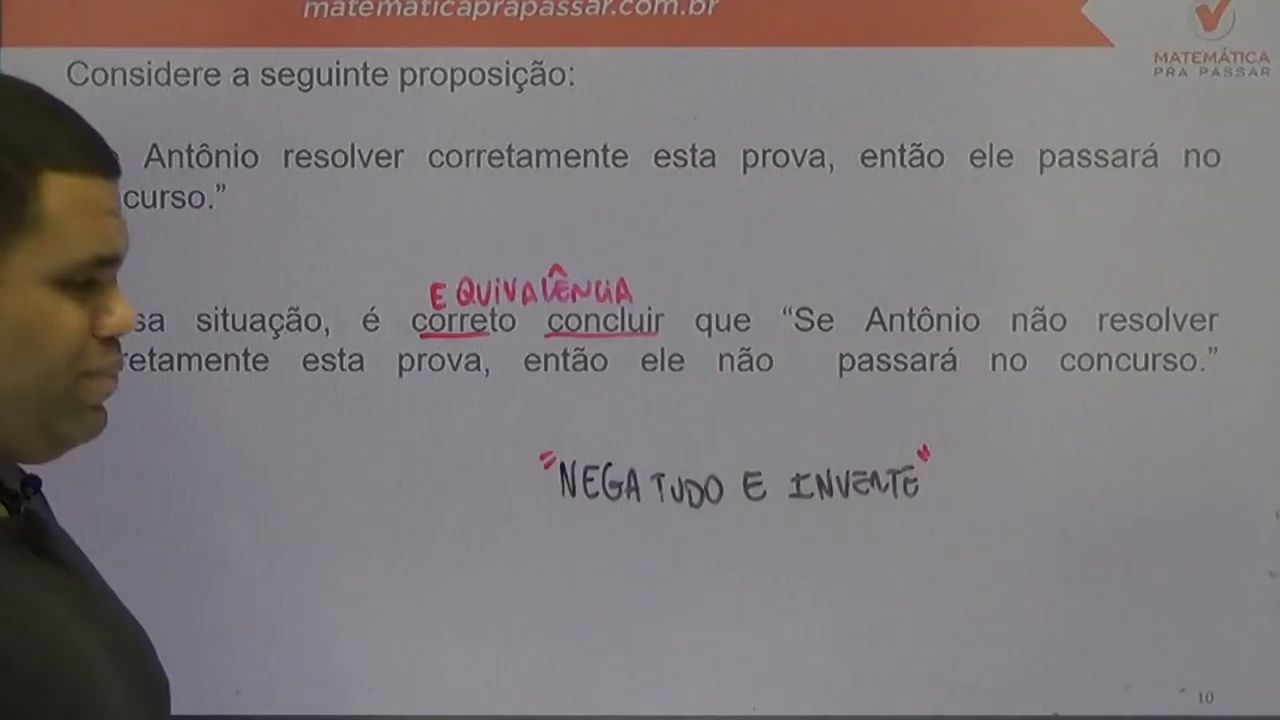 matematicaprapassar.com.br
MATEMÁTICA
PRA PASSAR
Considere a seguinte proposição:
Antônio resolver corretamente esta prova, então ele passará no
curso.”
EQUIVALÊNCIA
sa situação, é correto concluir que “Se Antônio não resolver
retamente esta prova, então ele não passará no concurso.”
"NEGA TUDO E INVERTE"
10